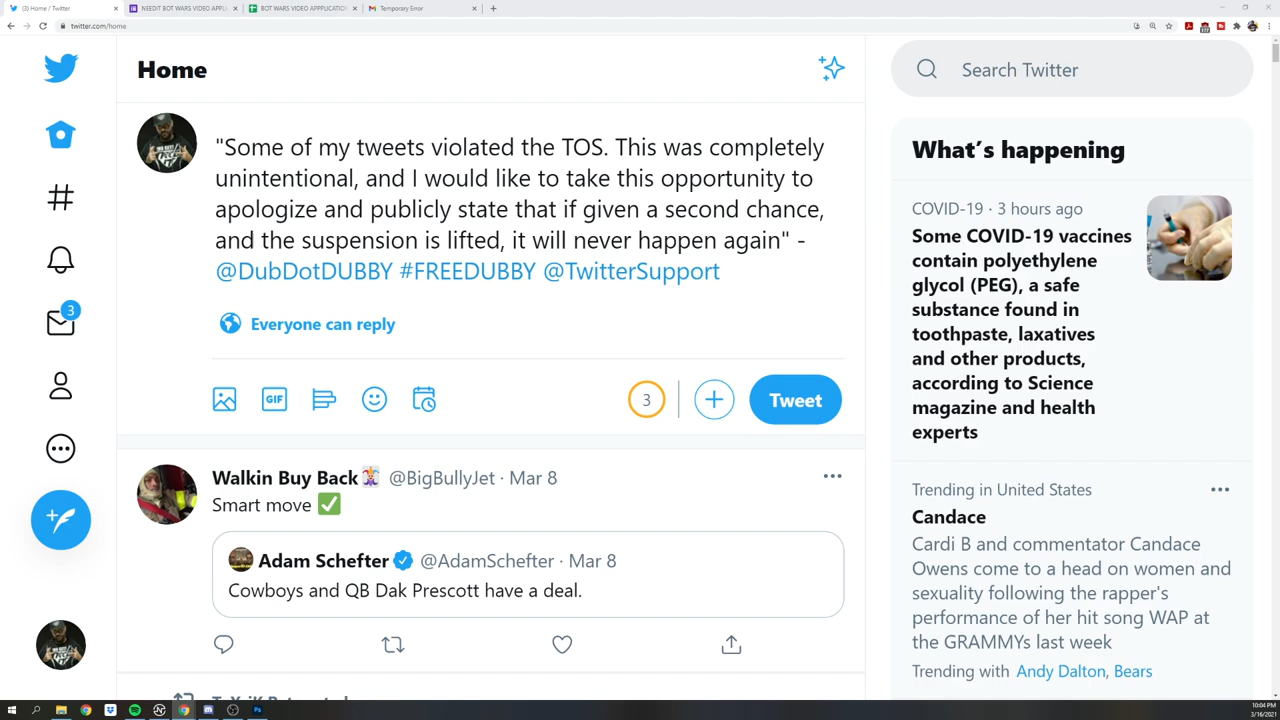 (3) Home / Twitter
NEEDIT BOT WARS VIDEO APPL
BOT WARS VIDEO APPPLICATION
Temporary Error
twitter.com/home
Home
Search Twitter
"Some of my tweets violated the TOS. This was completely
unintentional, and I would like to take this opportunity to
apologize and publicly state that if given a second chance,
and the suspension is lifted, it will never happen again" -
@DubDotDUBBY #FREEDUBBY @TwitterSupport
Everyone can reply
GIF
3
Tweet
3
What's happening
COVID-19 · 3 hours ago
Some COVID-19 vaccines
contain polyethylene
glycol (PEG), a safe
substance found in
toothpaste, laxatives
and other products,
according to Science
magazine and health
experts
Walkin Buy Back🃏 @BigBullyJet · Mar 8
Smart move ✅
Adam Schefter @AdamSchefter · Mar 8
Cowboys and QB Dak Prescott have a deal.
Trending in United States
Candace
Cardi B and commentator Candace
Owens come to a head on women and
sexuality following the rapper's
performance of her hit song WAP at
the GRAMMYs last week
Trending with Andy Dalton, Bears
10:04 PM
3/16/2021